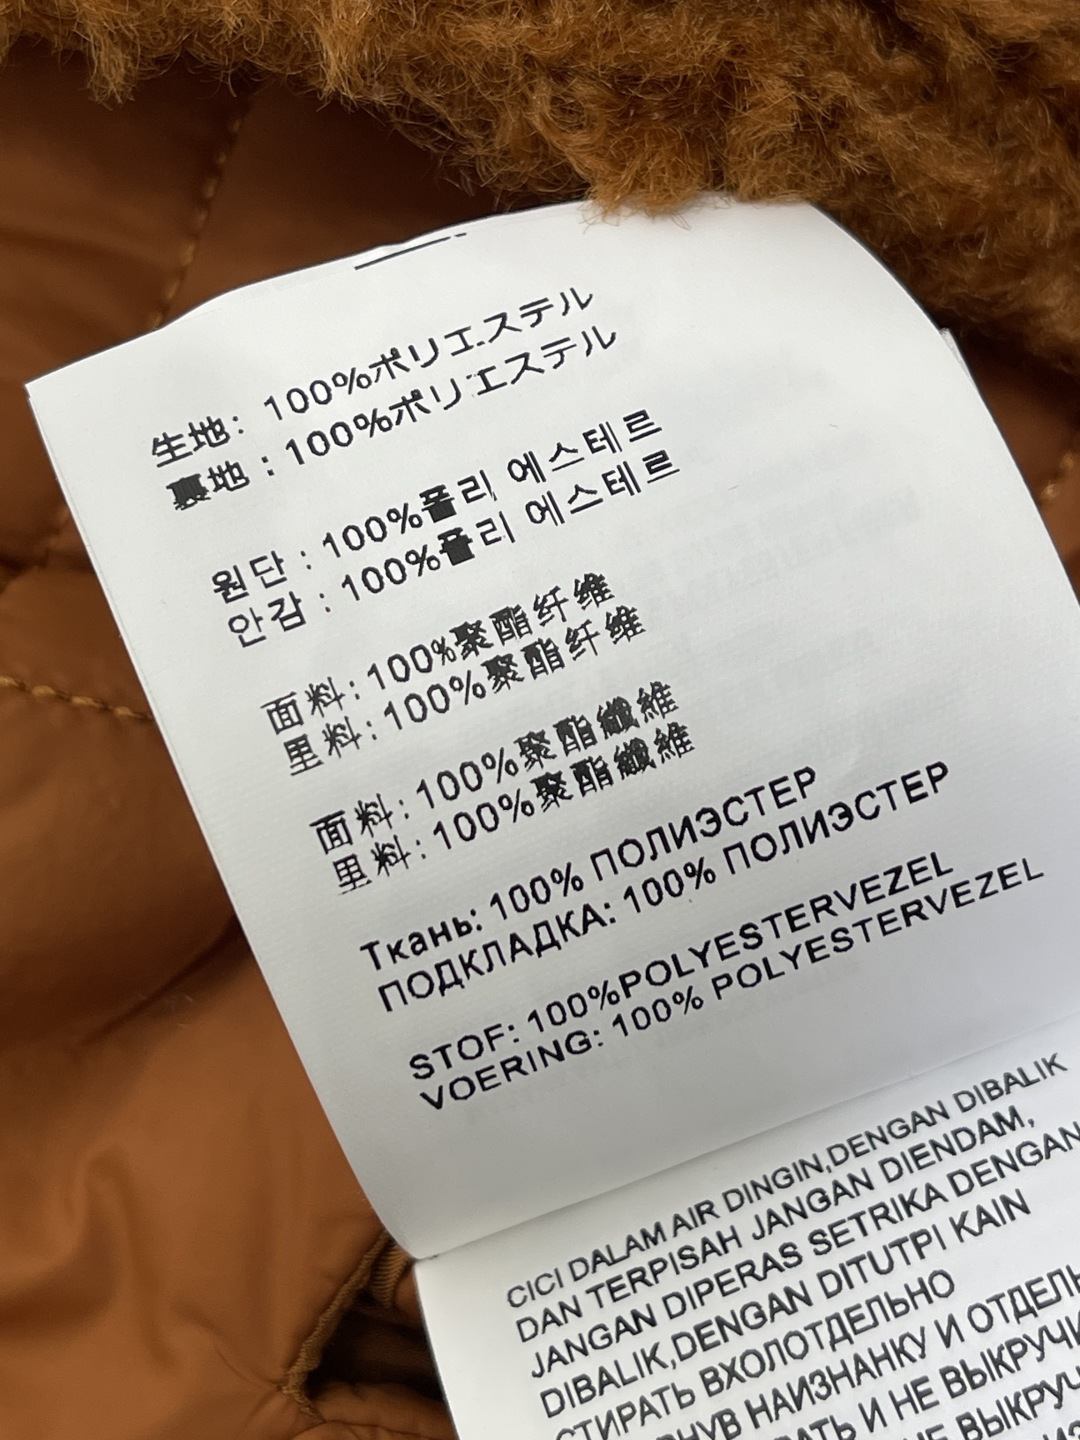 生地: 100%ポリエステル
裏地 : 100%ポリエステル
원단 : 100%폴리 에스테르
안감 : 100%폴리 에스테르
面料: 100%聚酯纤维
里料: 100%聚酯纤维
面料: 100%聚酯纖維
里料: 100%聚酯纖維
Ткань: 100% ПОЛИЭСТЕР
ПОДКЛАДКА: 100% ПОЛИЭСТЕР
STOF: 100%POLYESTERVEZEL
VOERING: 100% POLYESTERVEZEL
CICI DALAM AIR DINGIN,DENGAN DIBALIK
DAN TERPISAH JANGAN DIENDAM,
JANGAN DIPERAS SETRIKA DENGAN
DIBALIK,DENGAN DITUTPI KAIN
СТИРАТЬ ВХОЛОТДЕЛЬНО
НАИЗНАНКУ И
И НЕ